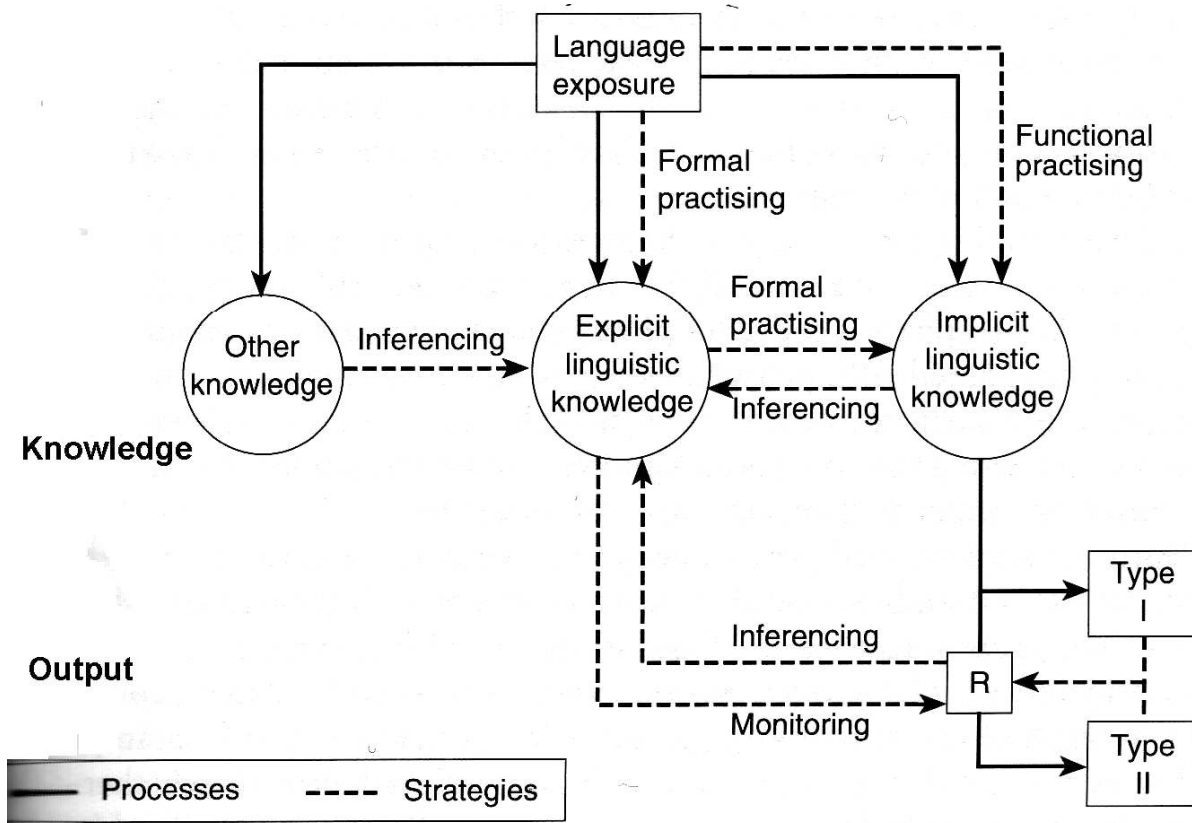 Language
exposure
Formal
practising
Functional
practising
Other
knowledge
Inferencing
Explicit
linguistic
knowledge
Formal
practising
Inferencing
Implicit
linguistic
knowledge
Knowledge
Type
I
Inferencing
R
Output
Monitoring
Type
II
Processes
Strategies